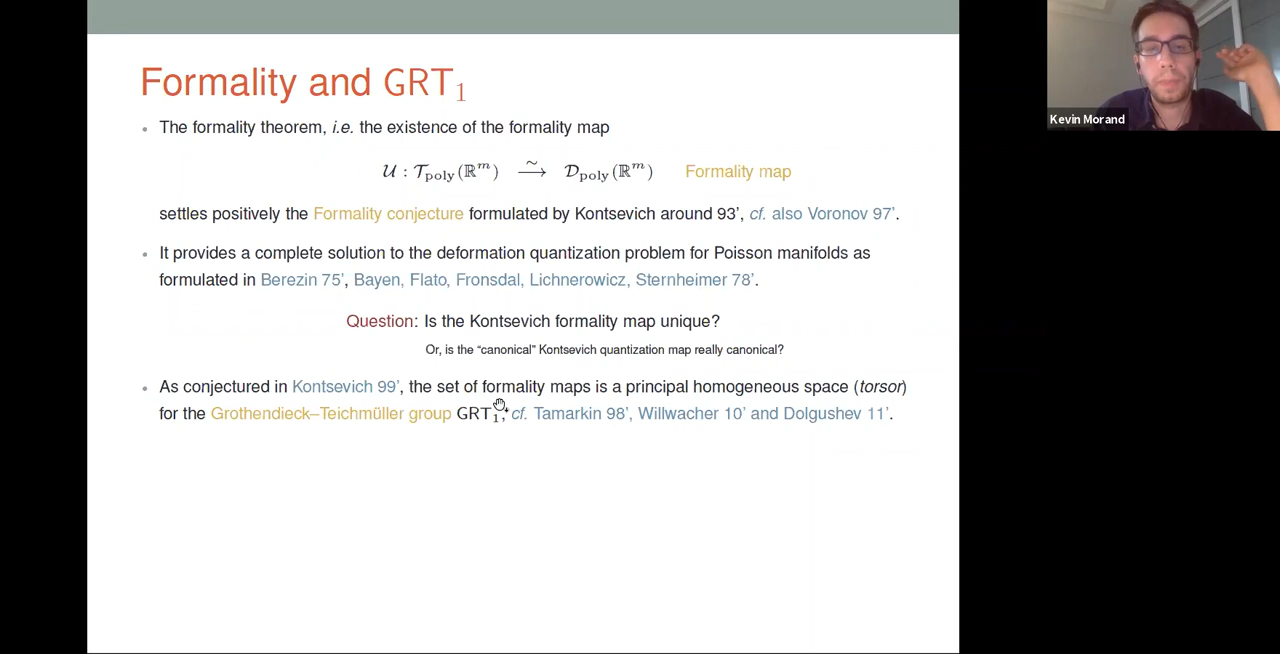 Formality and GRT₁
• The formality theorem, i.e. the existence of the formality map
𝒰 : 𝒯poly(ℝᵐ) ⟶̃ 𝒟poly(ℝᵐ) Formality map
settles positively the Formality conjecture formulated by Kontsevich around 93', cf. also Voronov 97'.
• It provides a complete solution to the deformation quantization problem for Poisson manifolds as
formulated in Berezin 75', Bayen, Flato, Fronsdal, Lichnerowicz, Sternheimer 78'.
Question: Is the Kontsevich formality map unique?
Or, is the “canonical” Kontsevich quantization map really canonical?
• As conjectured in Kontsevich 99', the set of formality maps is a principal homogeneous space (torsor)
for the Grothendieck–Teichmüller group GRT₁, cf. Tamarkin 98', Willwacher 10' and Dolgushev 11'.
Kevin Morand